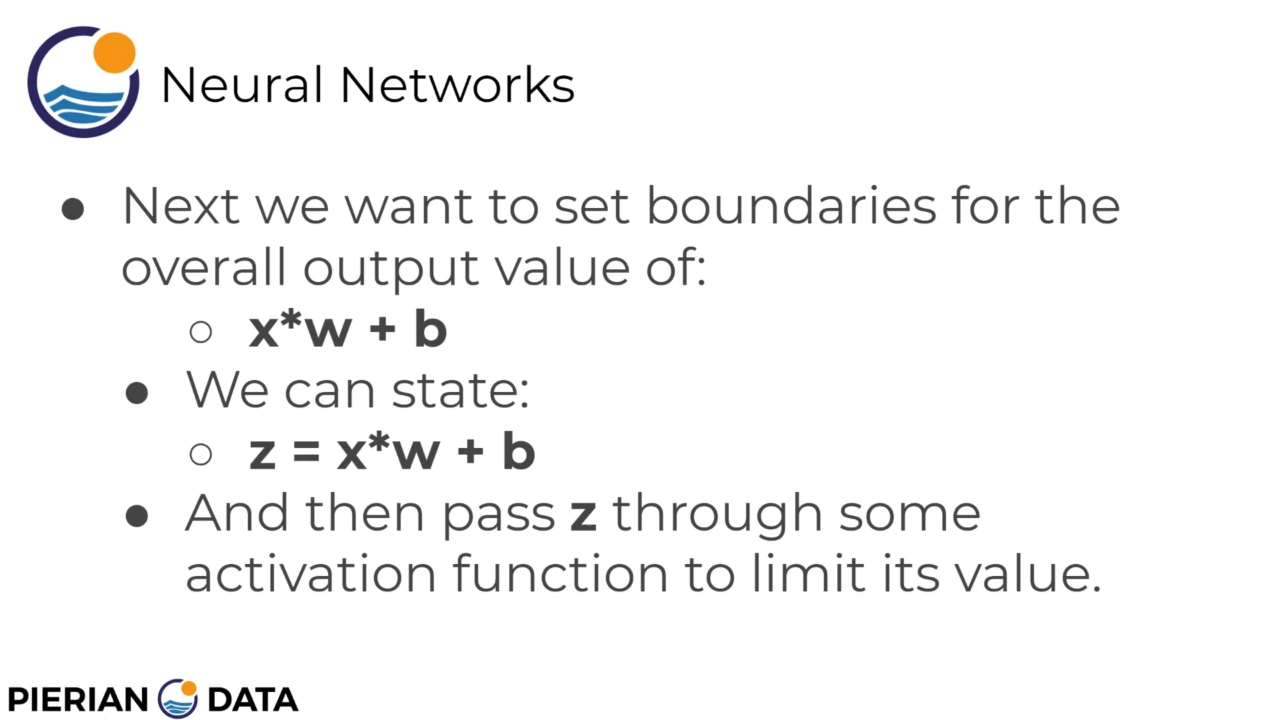 Neural Networks
● Next we want to set boundaries for the
overall output value of:
○ x*w + b
● We can state:
○ z = x*w + b
● And then pass z through some
activation function to limit its value.
PIERIAN DATA